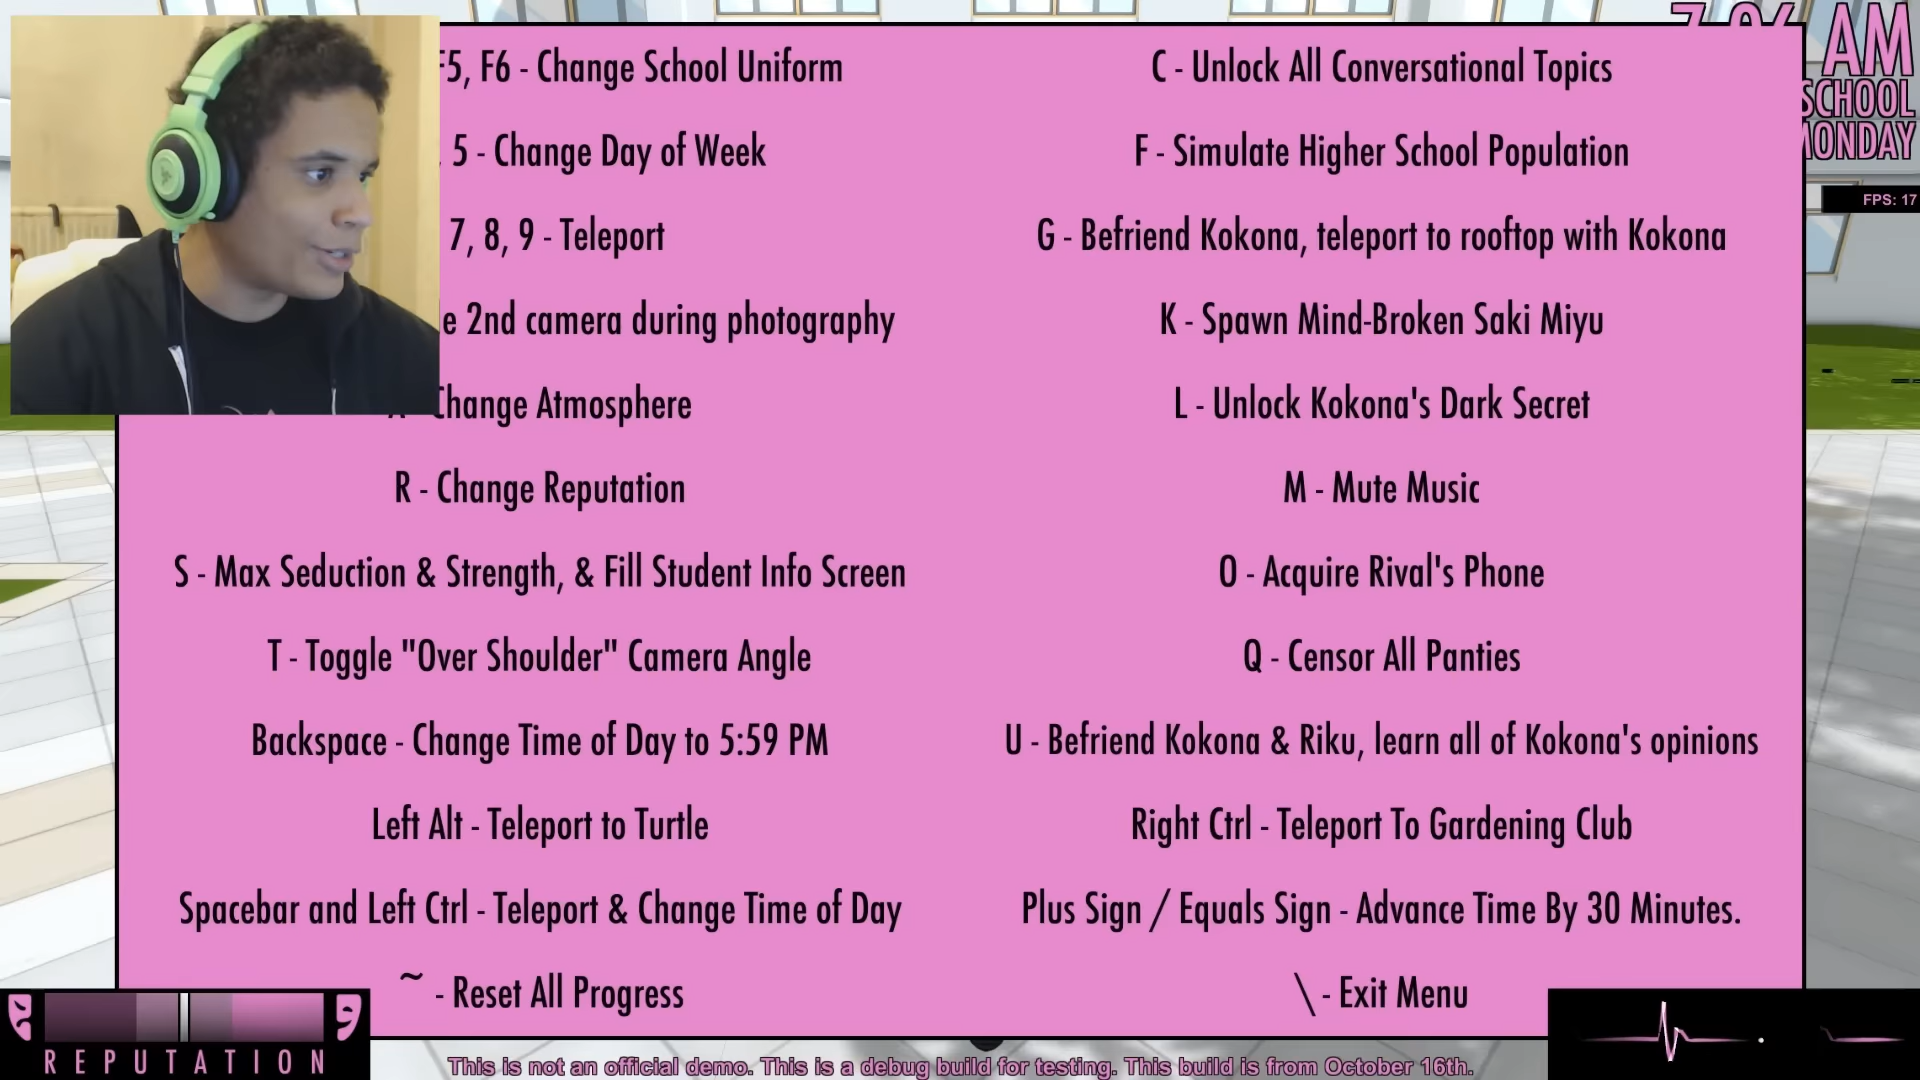 F5, F6 - Change School Uniform
5 - Change Day of Week
7, 8, 9 - Teleport
2nd camera during photography
Change Atmosphere
R - Change Reputation
S - Max Seduction & Strength, & Fill Student Info Screen
T - Toggle "Over Shoulder" Camera Angle
Backspace - Change Time of Day to 5:59 PM
Left Alt - Teleport to Turtle
Spacebar and Left Ctrl - Teleport & Change Time of Day
~ - Reset All Progress
C - Unlock All Conversational Topics
F - Simulate Higher School Population
G - Befriend Kokona, teleport to rooftop with Kokona
K - Spawn Mind-Broken Saki Miyu
L - Unlock Kokona's Dark Secret
M - Mute Music
O - Acquire Rival's Phone
Q - Censor All Panties
U - Befriend Kokona & Riku, learn all of Kokona's opinions
Right Ctrl - Teleport To Gardening Club
Plus Sign / Equals Sign - Advance Time By 30 Minutes.
\ - Exit Menu
AM
SCHOOL
MONDAY
FPS: 17
REPUTATION
This is not an official demo. This is a debug build for testing. This build is from October 16th.